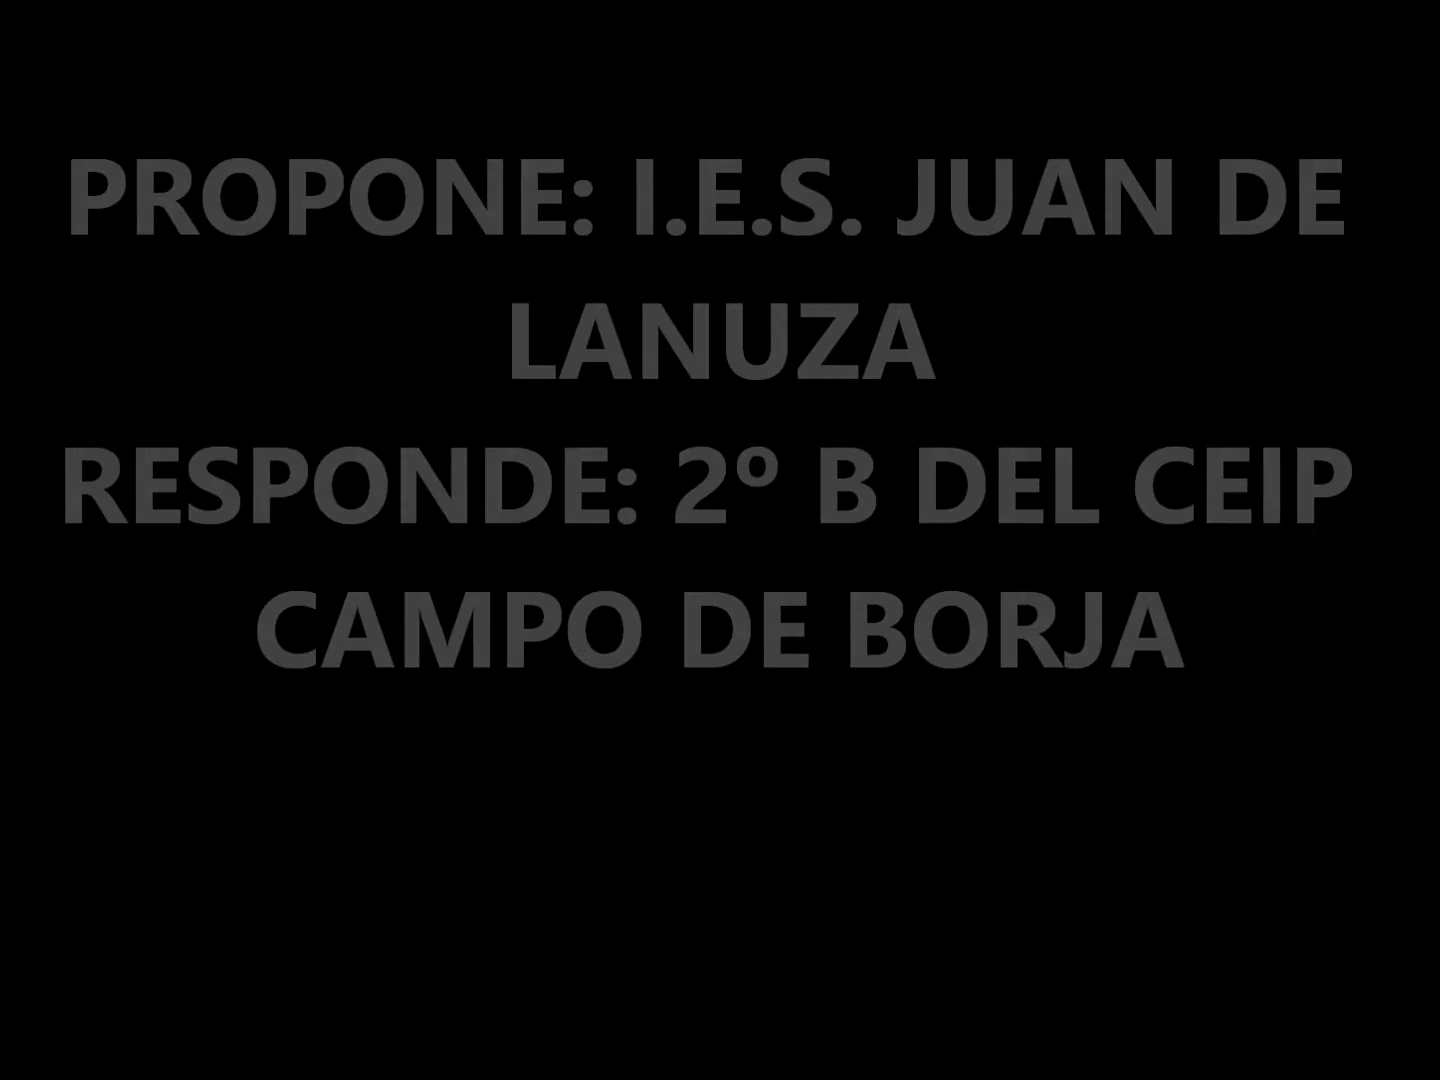 PROPONE: I.E.S. JUAN DE
LANUZA
RESPONDE: 2º B DEL CEIP
CAMPO DE BORJA